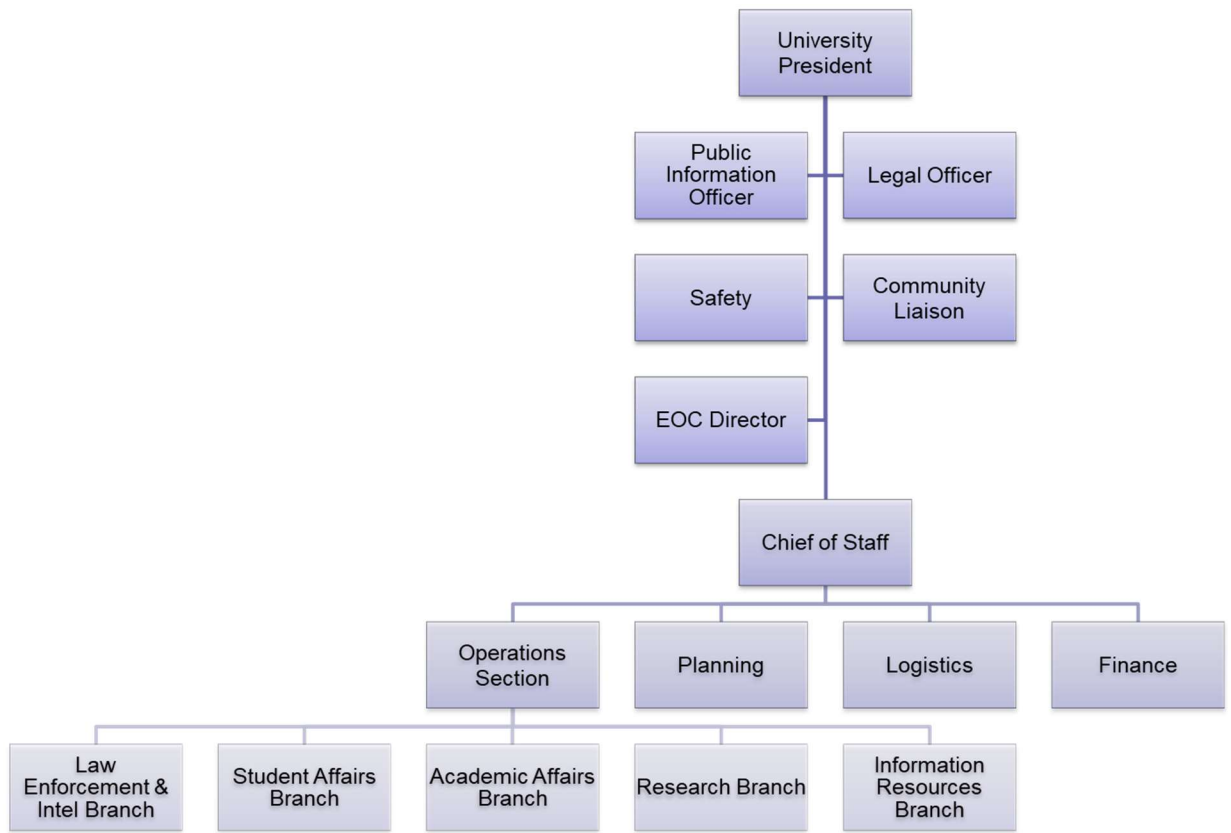 University
President
Public
Information
Officer
Legal Officer
Safety
Community
Liaison
EOC Director
Chief of Staff
Operations
Section
Planning
Logistics
Finance
Law
Enforcement &
Intel Branch
Student Affairs
Branch
Academic Affairs
Branch
Research Branch
Information
Resources
Branch